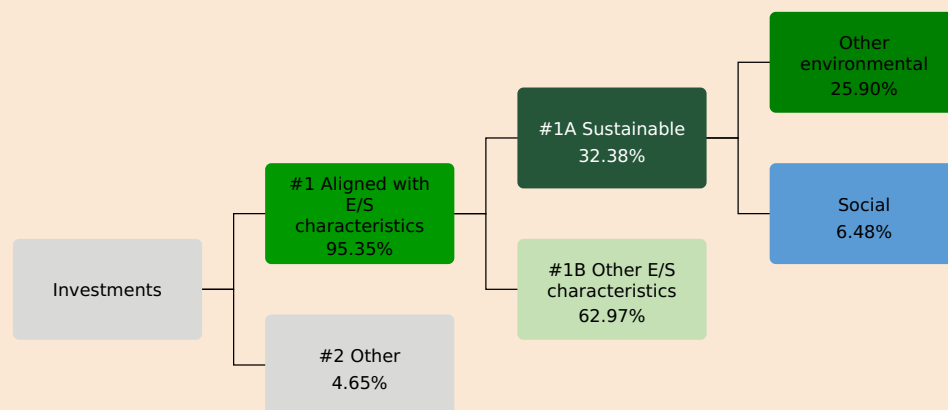 Investments
#1 Aligned with
E/S
characteristics
95.35%
#2 Other
4.65%
#1A Sustainable
32.38%
#1B Other E/S
characteristics
62.97%
Other
environmental
25.90%
Social
6.48%